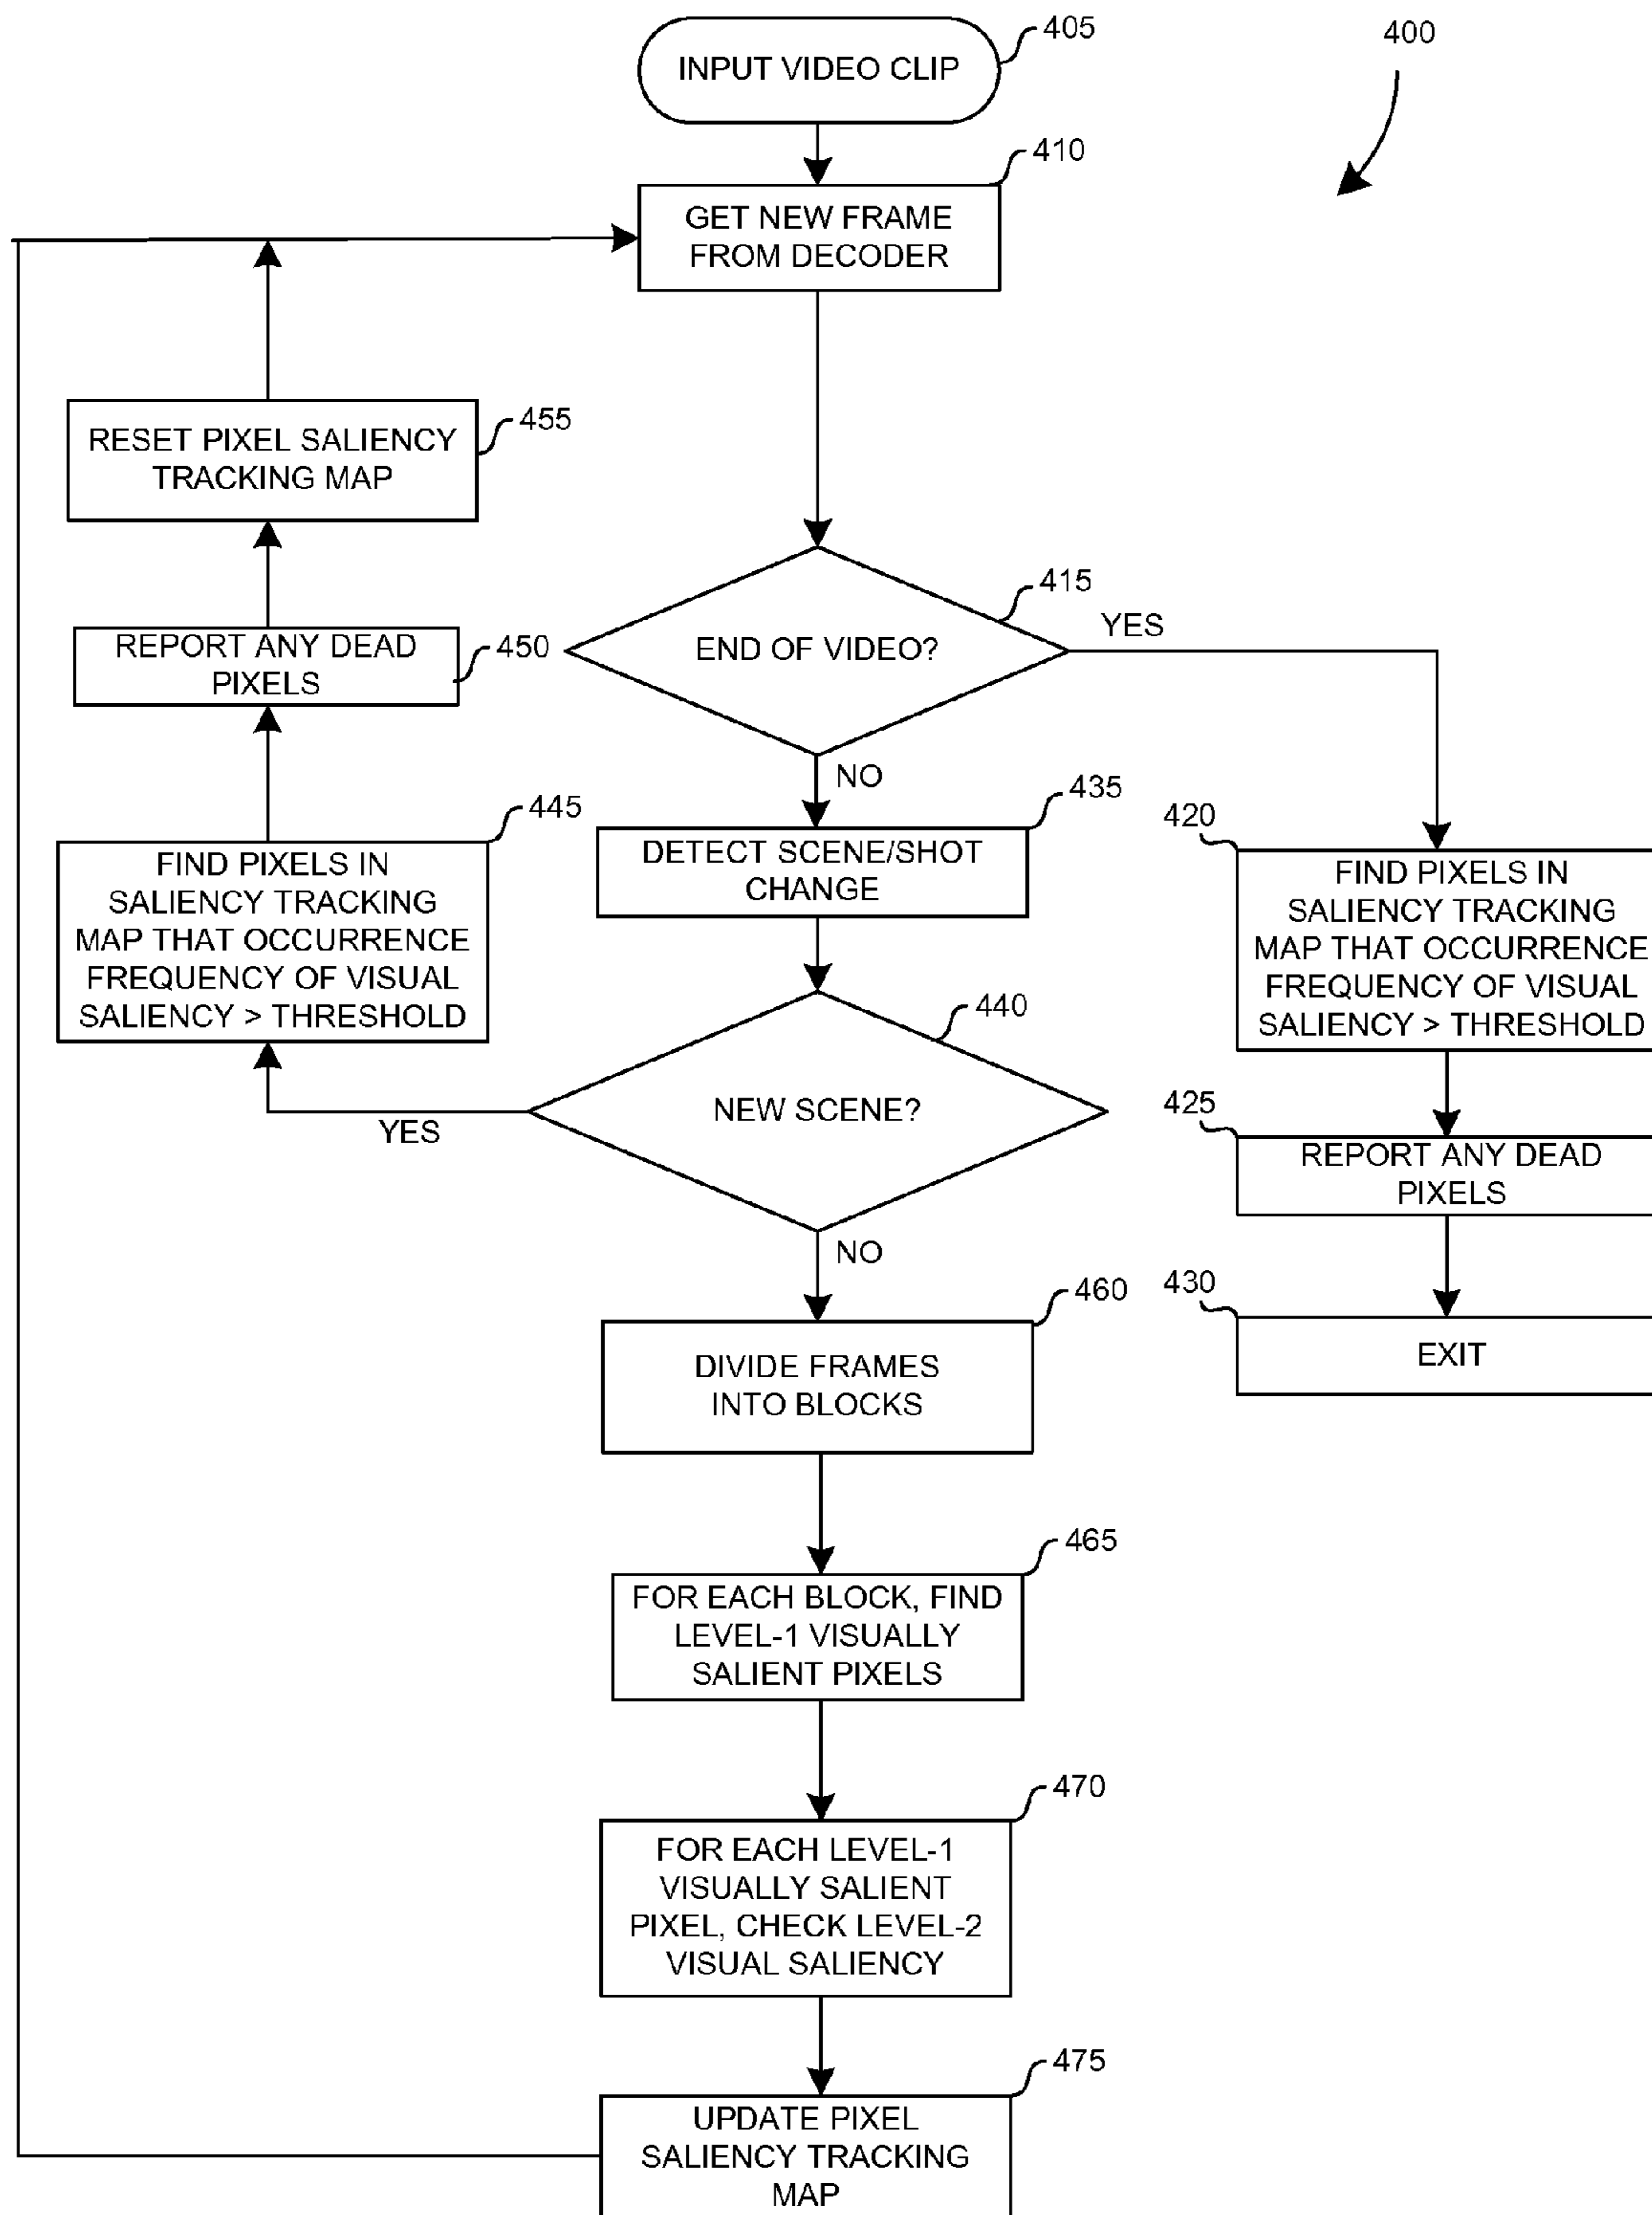 405
400
INPUT VIDEO CLIP
410
GET NEW FRAME
FROM DECODER
455
RESET PIXEL SALIENCY
TRACKING MAP
415
YES
END OF VIDEO?
450
REPORT ANY DEAD
PIXELS
NO
435
445
420
DETECT SCENE/SHOT
CHANGE
FIND PIXELS IN
SALIENCY TRACKING
MAP THAT OCCURRENCE
FREQUENCY OF VISUAL
SALIENCY > THRESHOLD
FIND PIXELS IN
SALIENCY TRACKING
MAP THAT OCCURRENCE
FREQUENCY OF VISUAL
SALIENCY > THRESHOLD
440
NEW SCENE?
YES
425
REPORT ANY DEAD
PIXELS
NO
460
430
EXIT
DIVIDE FRAMES
INTO BLOCKS
465
FOR EACH BLOCK, FIND
LEVEL-1 VISUALLY
SALIENT PIXELS
470
FOR EACH LEVEL-1
VISUALLY SALIENT
PIXEL, CHECK LEVEL-2
VISUAL SALIENCY
475
UPDATE PIXEL
SALIENCY TRACKING
MAP